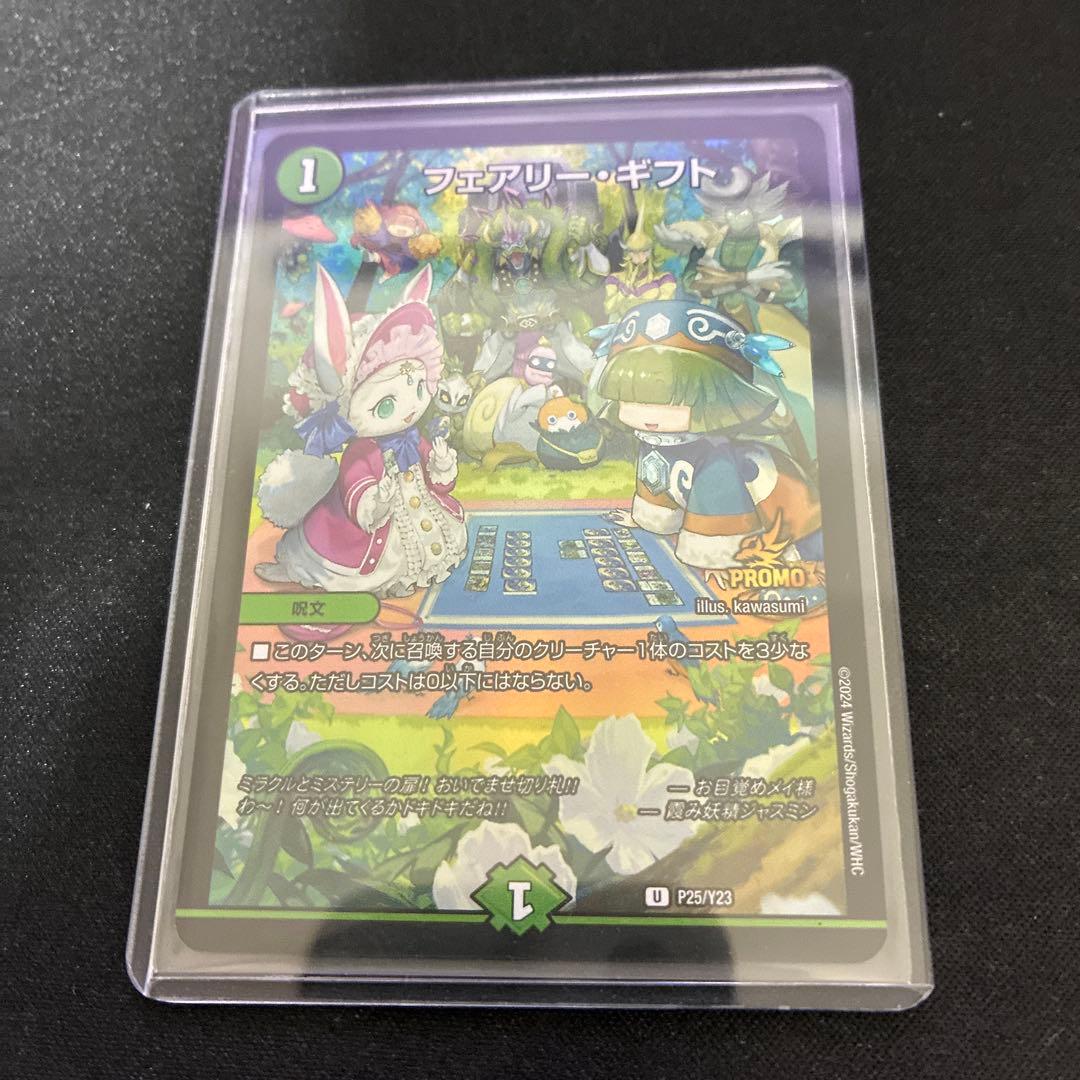 1
フェアリー・ギフト
PROMO
illus. kawasumi
呪文
■このターン、次に召喚する自分のクリーチャー1体のコストを3少な
くする。ただしコストは0以下にはならない。
ミラクルとミステリーの扉! おいでませ切り札!! — お目覚めメイ様
わ〜! 何が出てくるかドキドキだね!! — 霞み妖精ジャスミン
1
U P25/Y23
©2024 Wizards/Shogakukan/WHC